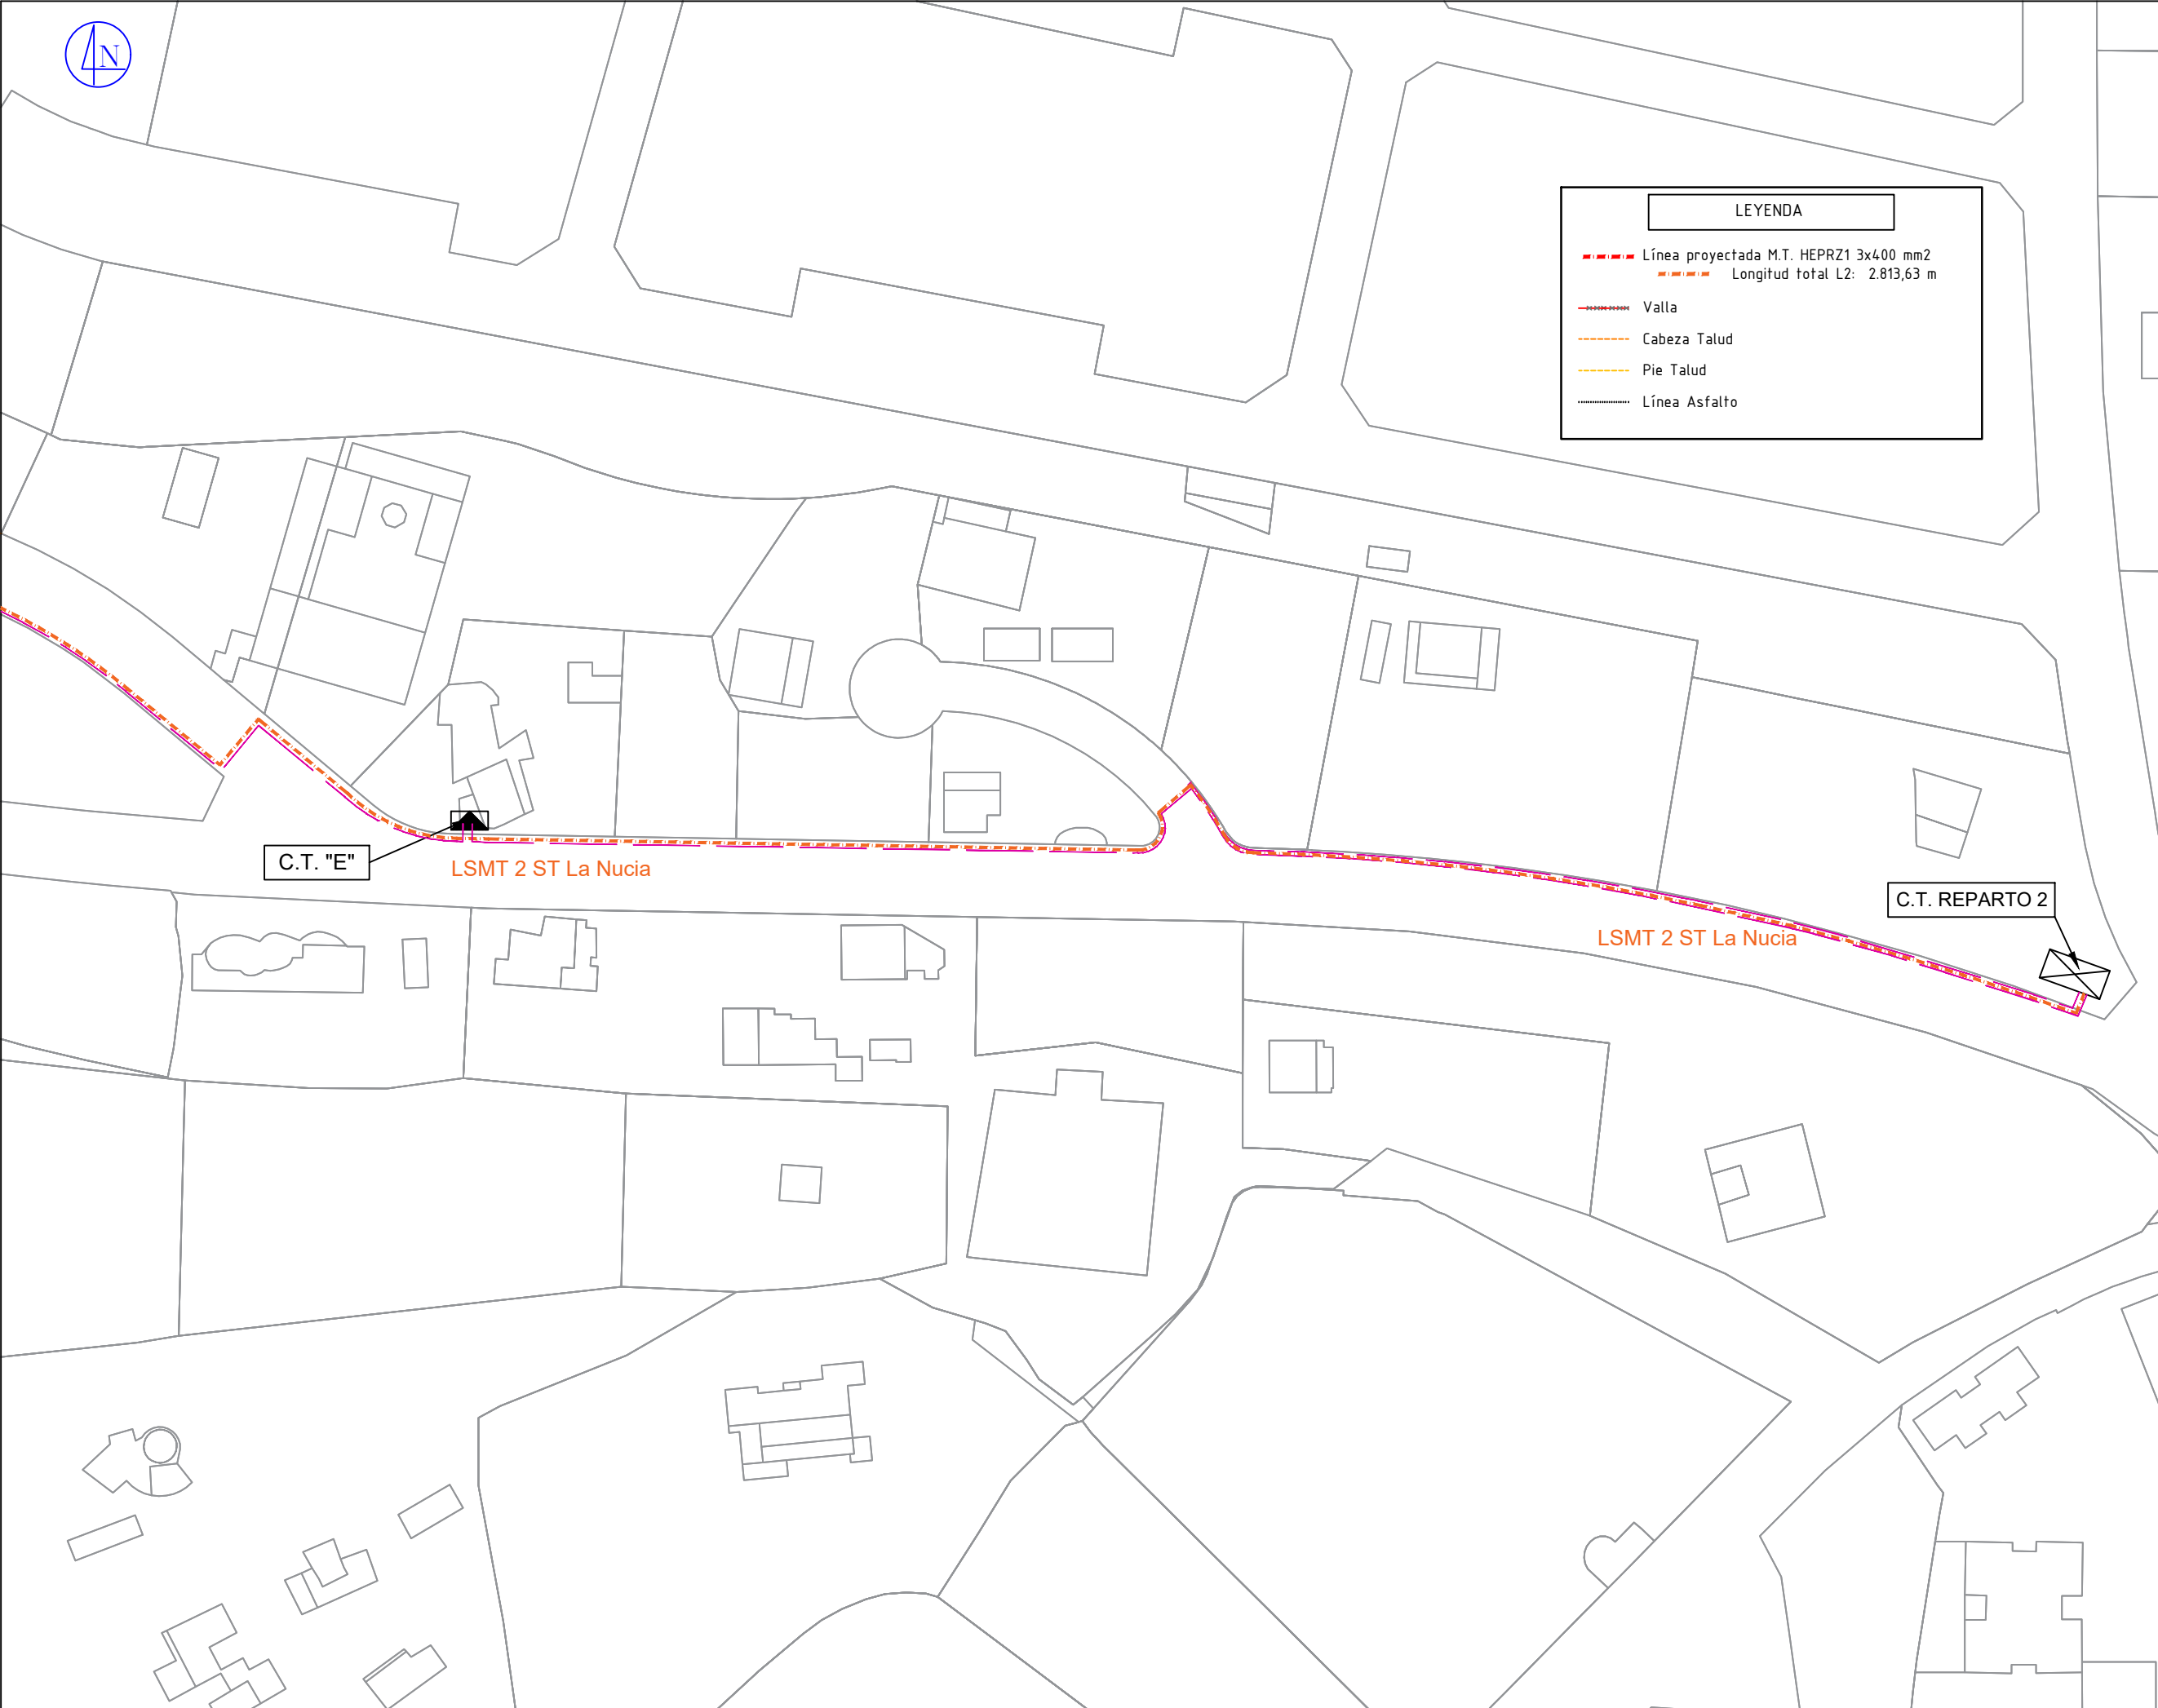 N
LEYENDA
Línea proyectada M.T. HEPRZ1 3x400 mm2
Longitud total L2: 2.813,63 m
Valla
Cabeza Talud
Pie Talud
Línea Asfalto
C.T. "E"
LSMT 2 ST La Nucia
C.T. REPARTO 2
LSMT 2 ST La Nucia